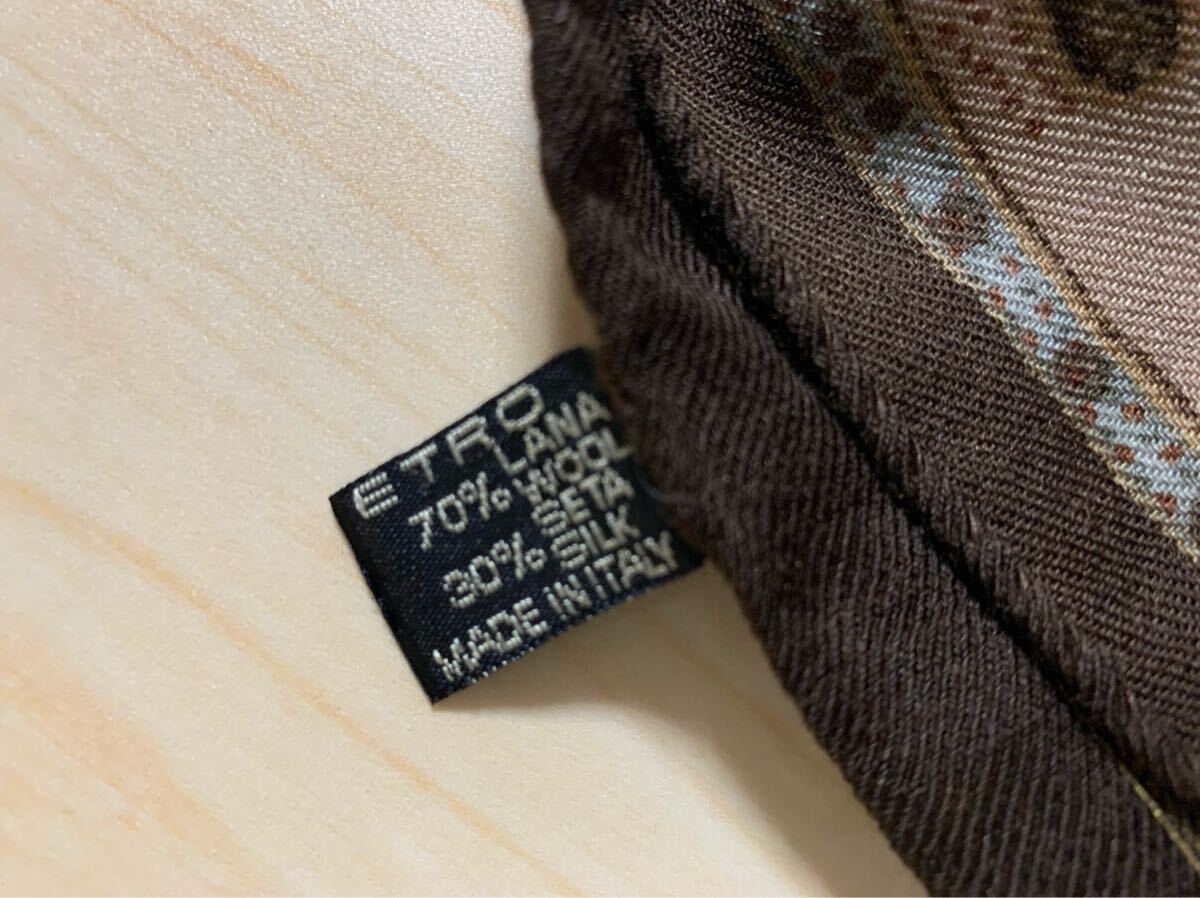 ETRO
70% LANA
WOOL
30% SETA
SILK
MADE IN ITALY